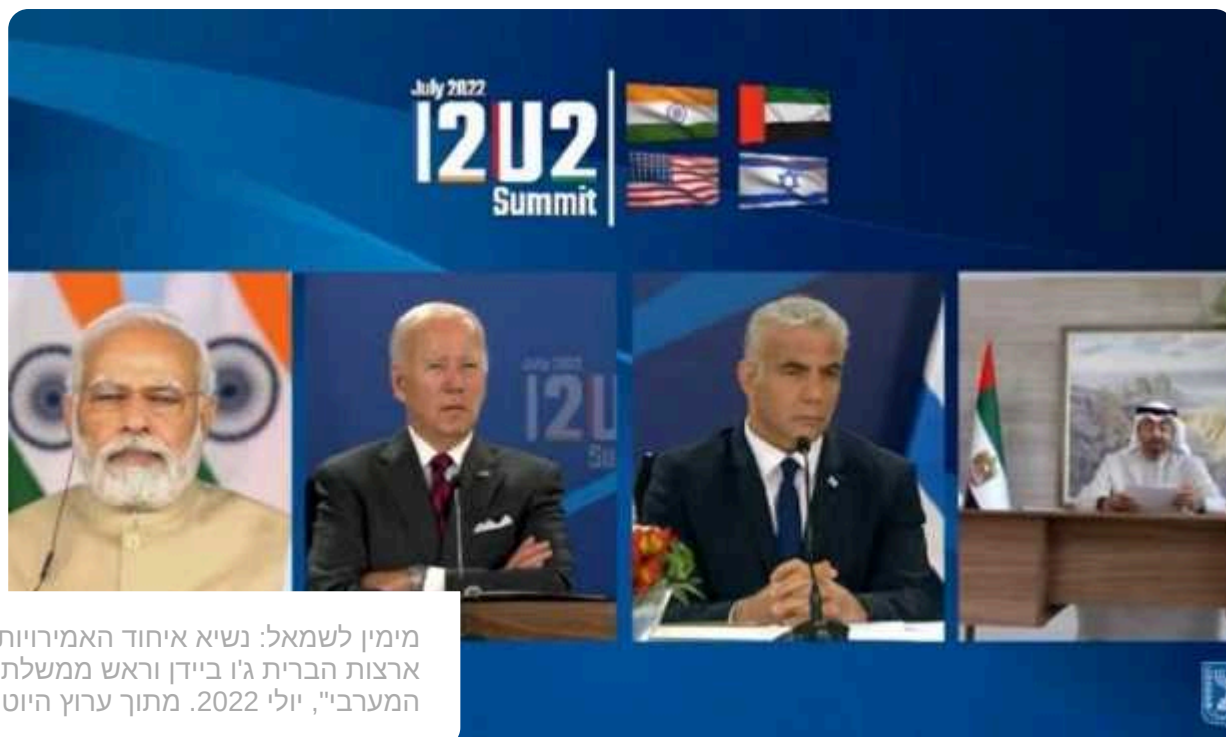 July 2022
I2U2
Summit
July 2022
I2U
Su
מימין לשמאל: נשיא איחוד האמירויות
ארצות הברית ג'ו ביידן וראש ממשלת
המערבי", יולי 2022. מתוך ערוץ היוט